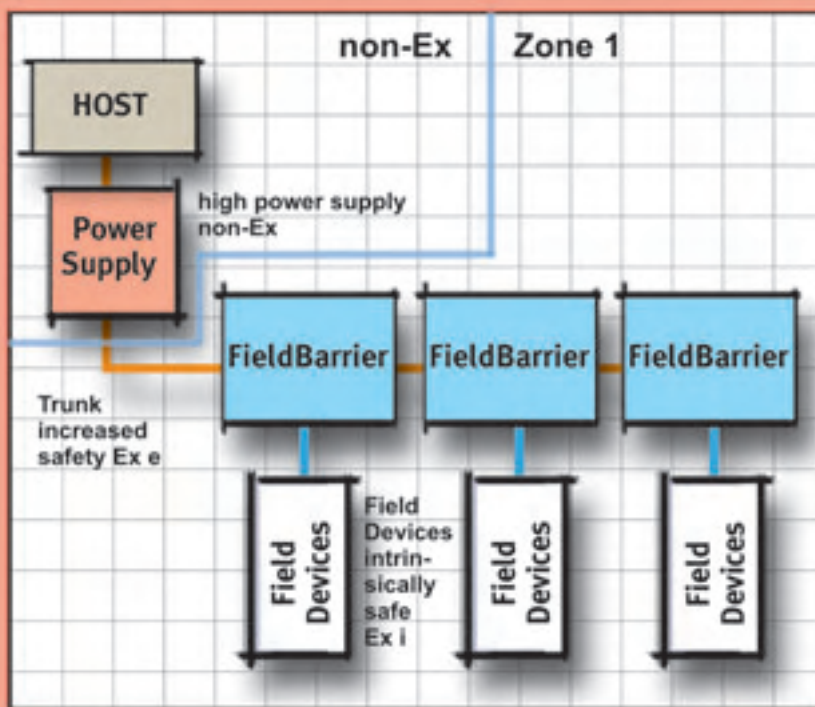 non-Ex
Zone 1
HOST
high power supply
non-Ex
Power
Supply
FieldBarrier
FieldBarrier
FieldBarrier
Trunk
increased
safety Ex e
Field
Devices
Field
Devices
intrin-
sically
safe
Ex i
Field
Devices
Field
Devices